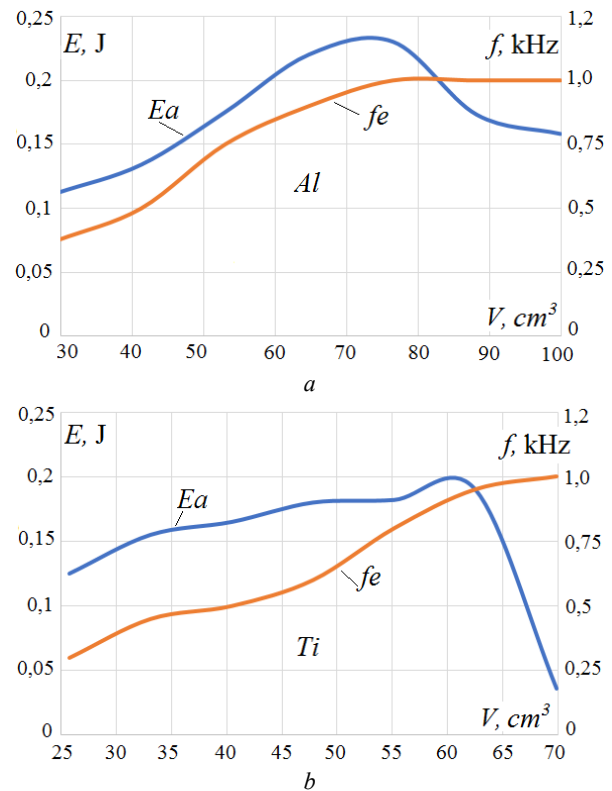 0,25 1,2
E, J f, kHz
0,2 1,0
Ea fe
0,15 0,75
Al
0,1 0,5
0,05 0,25
V, cm³
0 0
30 40 50 60 70 80 90 100
a
0,25 1,2
E, J f, kHz
0,2 1,0
Ea
0,15 0,75
fe
0,1 0,5
Ti
0,05 0,25
V, cm³
0 0
25 30 35 40 45 50 55 60 65 70
b